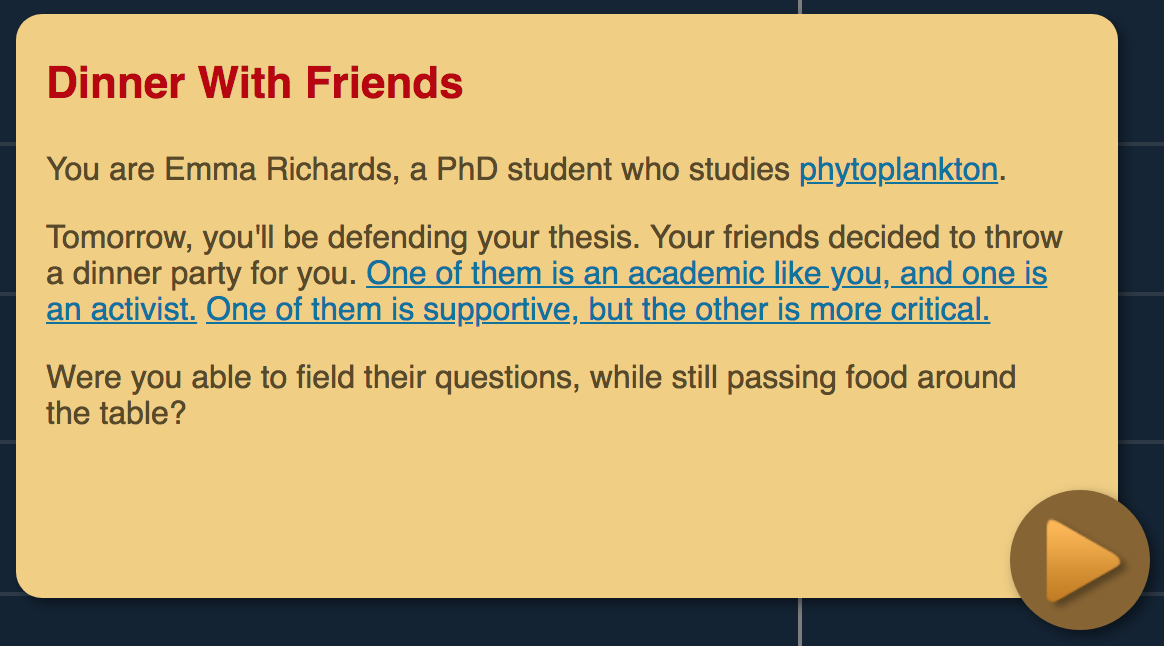 Dinner With Friends
You are Emma Richards, a PhD student who studies phytoplankton.
Tomorrow, you'll be defending your thesis. Your friends decided to throw
a dinner party for you. One of them is an academic like you, and one is
an activist. One of them is supportive, but the other is more critical.
Were you able to field their questions, while still passing food around
the table?